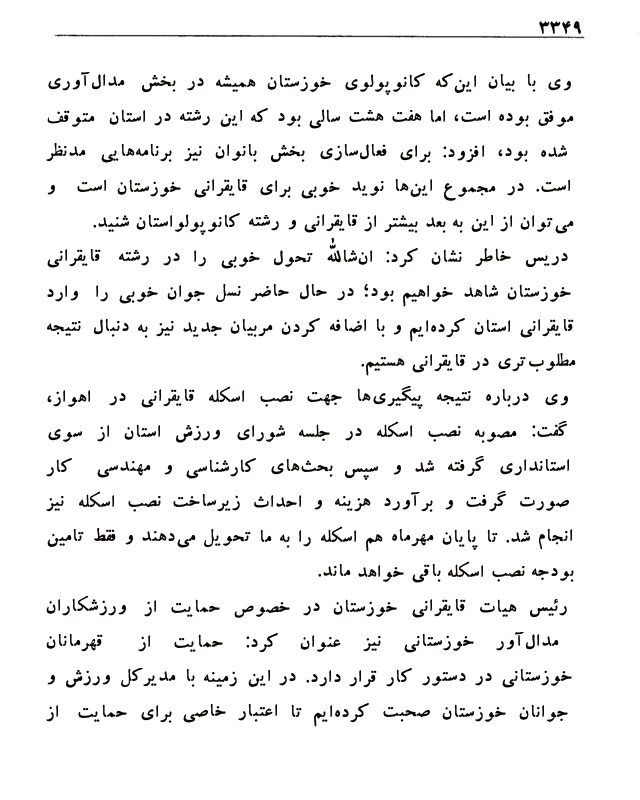 ۳۳۴۹
وی با بیان این‌که کانوپولوی خوزستان همیشه در بخش مدال‌آوری
موفق بوده است، اما هفت هشت سالی بود که این رشته در استان متوقف
شده بود، افزود: برای فعال‌سازی بخش بانوان نیز برنامه‌هایی مدنظر
است. در مجموع این‌ها نوید خوبی برای قایقرانی خوزستان است و
می‌توان از این به بعد بیشتر از قایقرانی و رشته کانوپولواستان شنید.
دریس خاطر نشان کرد: ان‌شالله تحول خوبی را در رشته قایقرانی
خوزستان شاهد خواهیم بود؛ در حال حاضر نسل جوان خوبی را وارد
قایقرانی استان کرده‌ایم و با اضافه کردن مربیان جدید نیز به دنبال نتیجه
مطلوب‌تری در قایقرانی هستیم.
وی درباره نتیجه پیگیری‌ها جهت نصب اسکله قایقرانی در اهواز،
گفت: مصوبه نصب اسکله در جلسه شورای ورزش استان از سوی
استانداری گرفته شد و سپس بحث‌های کارشناسی و مهندسی کار
صورت گرفت و برآورد هزینه و احداث زیرساخت نصب اسکله نیز
انجام شد. تا پایان مهرماه هم اسکله را به ما تحویل می‌دهند و فقط تامین
بودجه نصب اسکله باقی خواهد ماند.
رئیس هیات قایقرانی خوزستان در خصوص حمایت از ورزشکاران
مدال‌آور خوزستانی نیز عنوان کرد: حمایت از قهرمانان
خوزستانی در دستور کار قرار دارد. در این زمینه با مدیرکل ورزش و
جوانان خوزستان صحبت کرده‌ایم تا اعتبار خاصی برای حمایت از